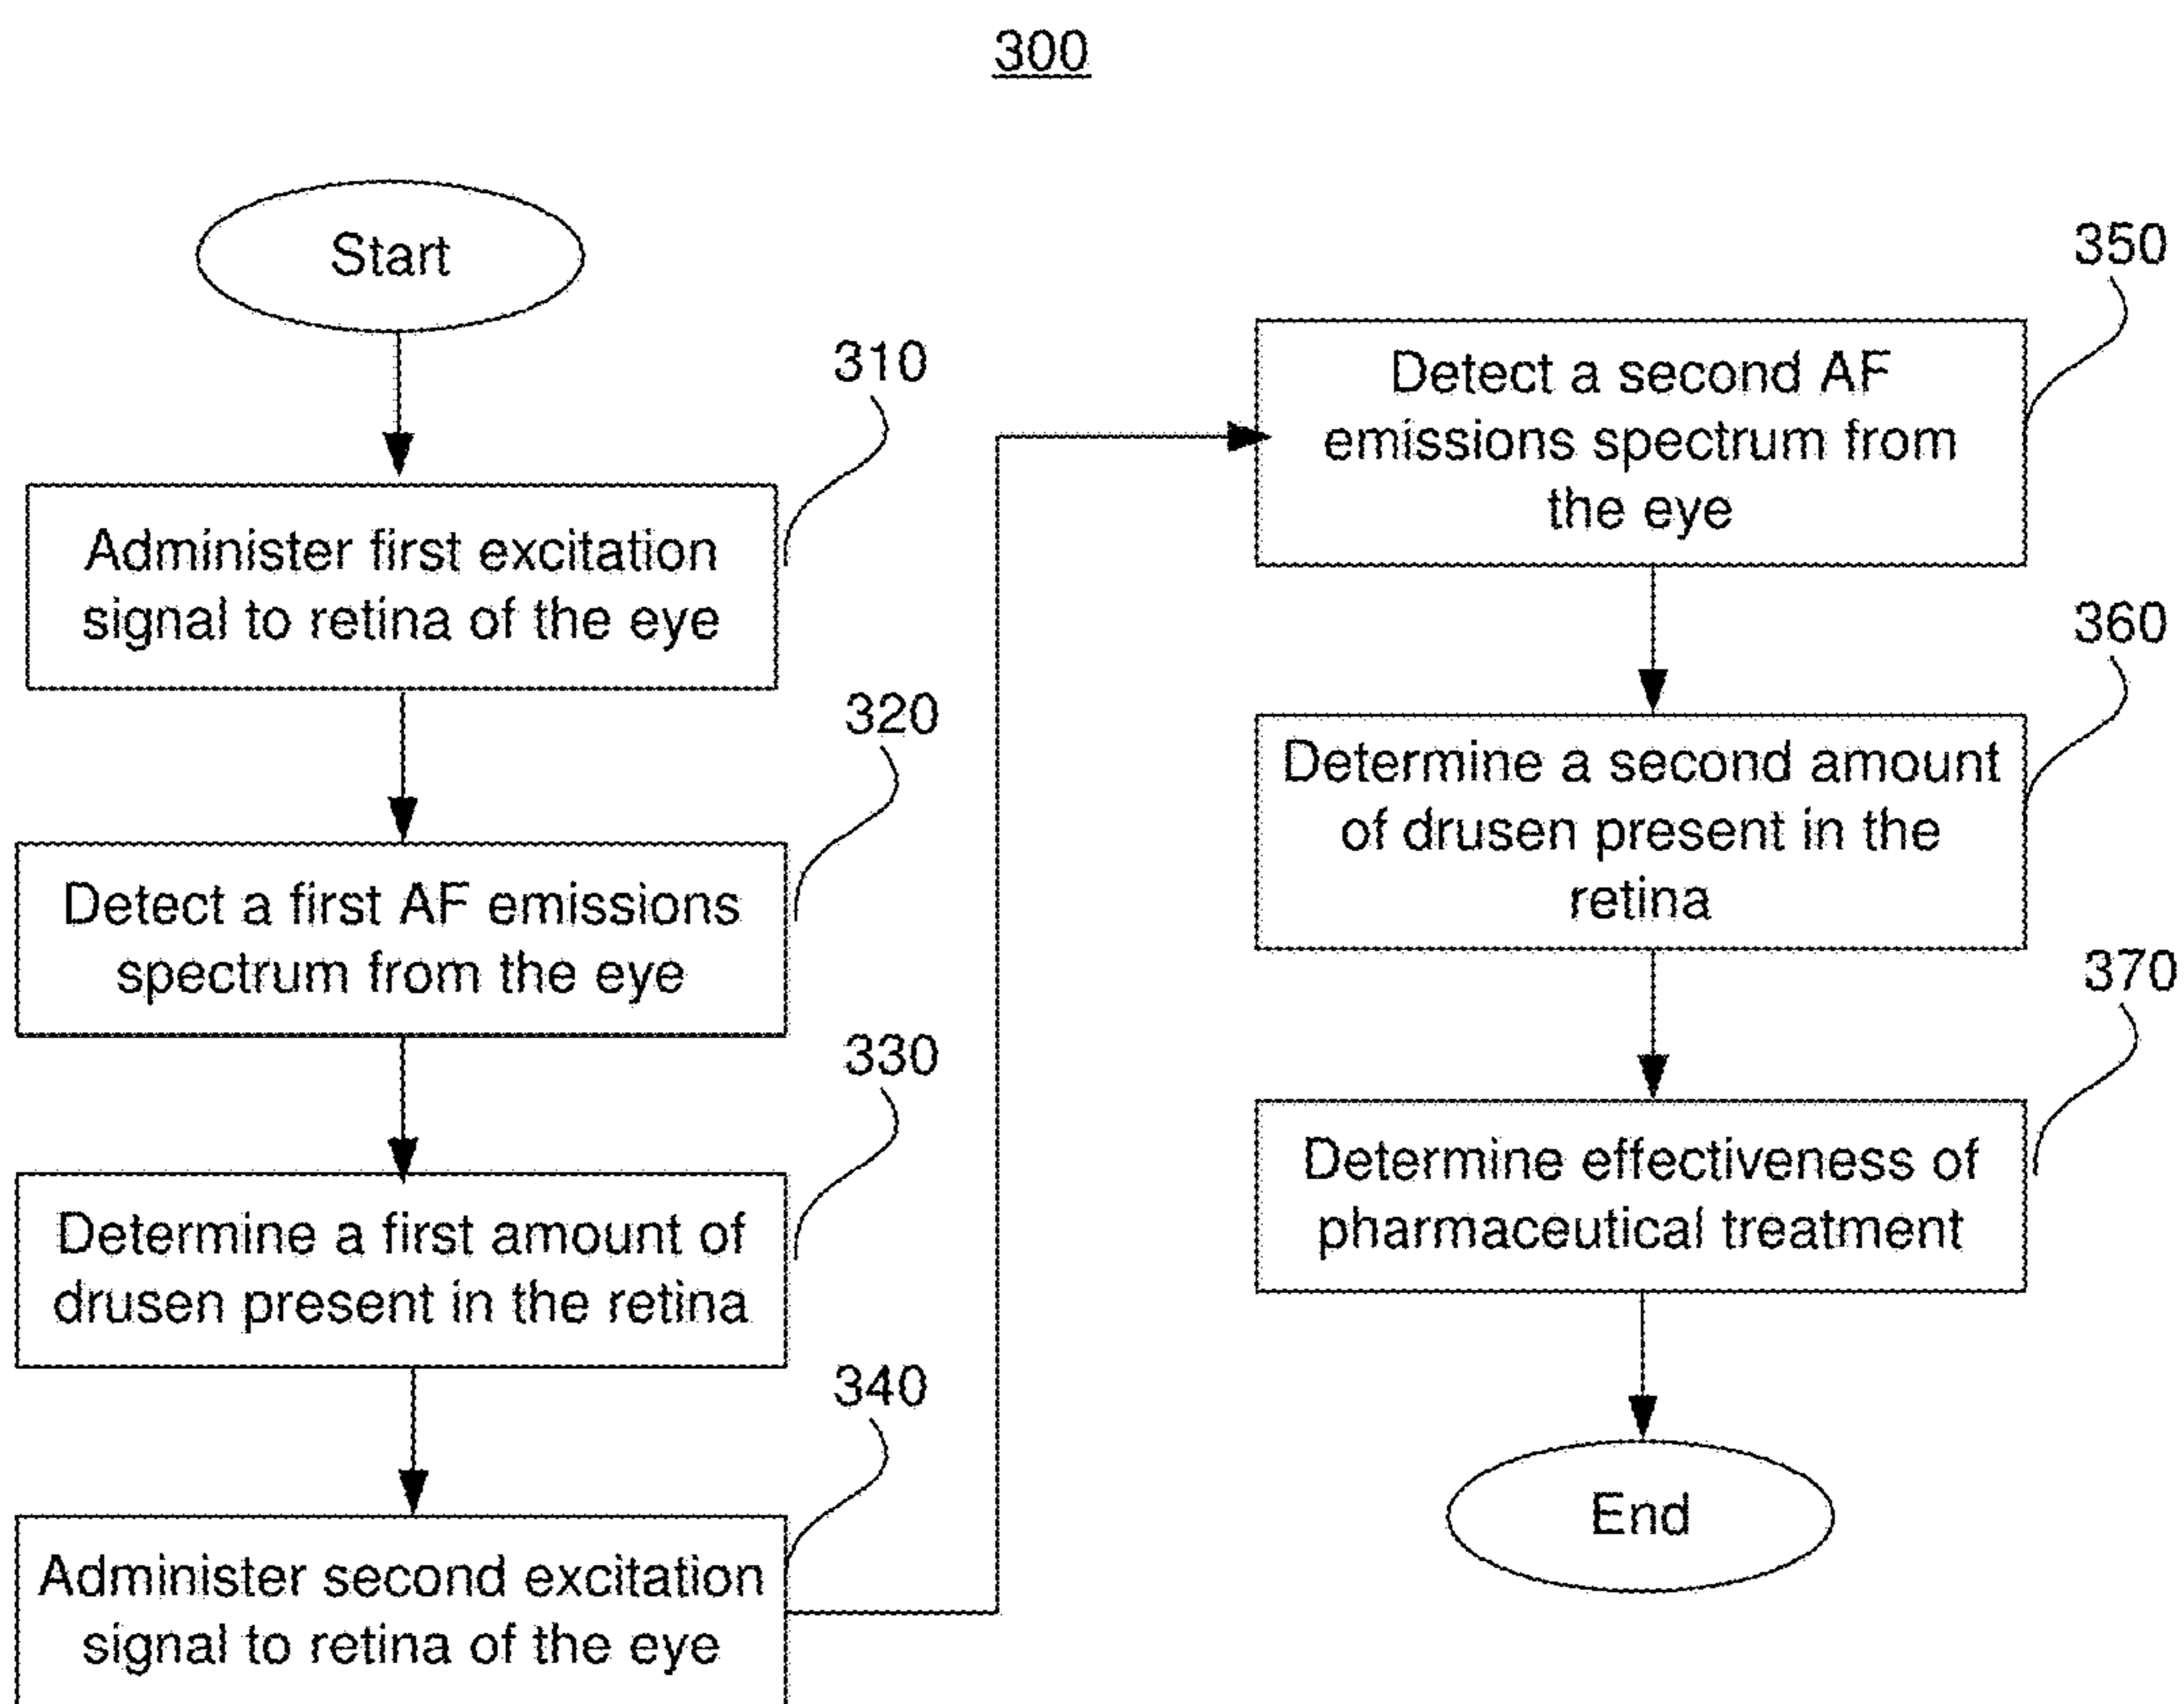 300
Start
310
Administer first excitation
signal to retina of the eye
320
Detect a first AF emissions
spectrum from the eye
330
Determine a first amount of
drusen present in the retina
340
Administer second excitation
signal to retina of the eye
350
Detect a second AF
emissions spectrum from
the eye
360
Determine a second amount
of drusen present in the
retina
370
Determine effectiveness of
pharmaceutical treatment
End